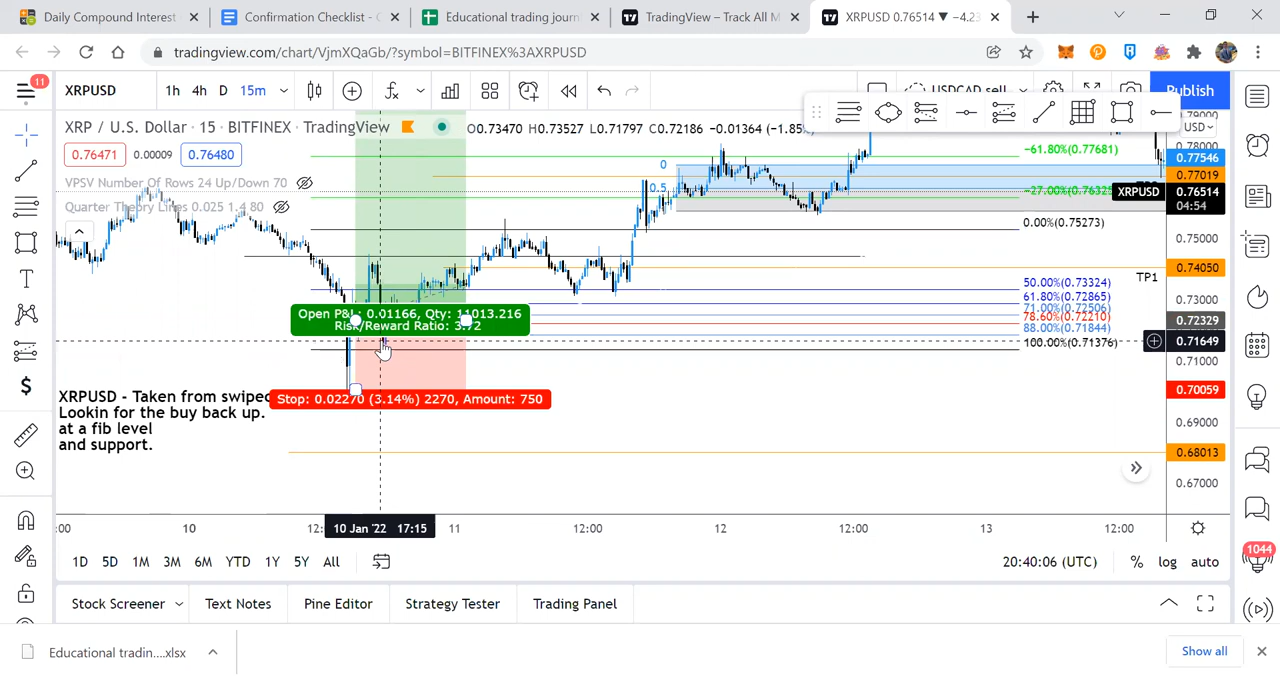 Daily Compound Interest
Confirmation Checklist - C
Educational trading journ
TradingView – Track All M
XRPUSD 0.76514 ▼ −4.23
tradingview.com/chart/VjmXQaGb/?symbol=BITFINEX%3AXRPUSD
11
XRPUSD
1h 4h D 15m
USDCAD sell
Publish
XRP / U.S. Dollar · 15 · BITFINEX · TradingView
O0.73470 H0.73527 L0.71797 C0.72186 −0.01364 (−1.85%
USD
76471
0.76471 0.00009 0.76480
VPSV Number Of Rows 24 Up/Down 70
Quarter Theory Lines 0.025 1.4 80
−61.80%(0.77681)
0
0.5
0.78000
0.77546
0.77019
XRPUSD
0.76514
04:54
0.00%(0.75273)
0.75000
0.74050
TP1
50.00%(0.73324)
61.80%(0.72865)
71.00%(0.72506)
78.60%(0.72210)
88.00%(0.71844)
100.00%(0.71376)
0.73000
0.72329
0.71649
0.71000
0.70059
0.69000
0.68013
0.67000
Open P&L: 0.01166, Qty: 11013.216
Risk/Reward Ratio: 3.72
Stop: 0.02270 (3.14%) 2270, Amount: 750
XRPUSD - Taken from swiped
Lookin for the buy back up.
at a fib level
and support.
:00 10 12: 10 Jan '22 17:15 11 12:00 12 12:00 13 12:00
1D 5D 1M 3M 6M YTD 1Y 5Y All
20:40:06 (UTC) % log auto
1044
Stock Screener Text Notes Pine Editor Strategy Tester Trading Panel
Educational tradin....xlsx
Show all